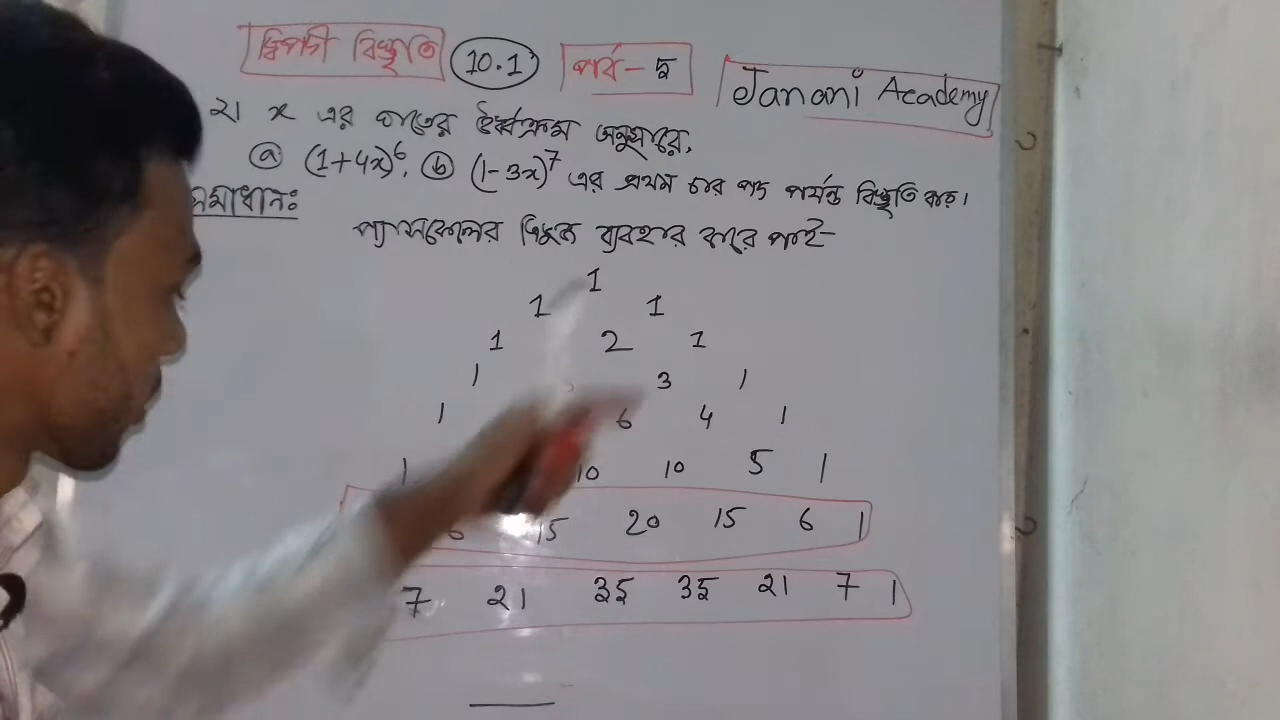 দ্বিপদী বিস্তৃতি 10.1 পর্ব - ২ Janani Academy
২। x এর ঘাতের ঊর্ধ্বক্রম অনুসারে,
ⓐ (1+4x)⁶, ⓑ (1-3x)⁷ এর প্রথম চার পদ পর্যন্ত বিস্তৃতি কর।
সমাধানঃ
প্যাসকেলের ত্রিভুজ ব্যবহার করে পাই-
1
1 1
1 2 1
1 3 1
1 6 4 1
1 10 10 5 1
6 15 20 15 6 1
7 21 35 35 21 7 1